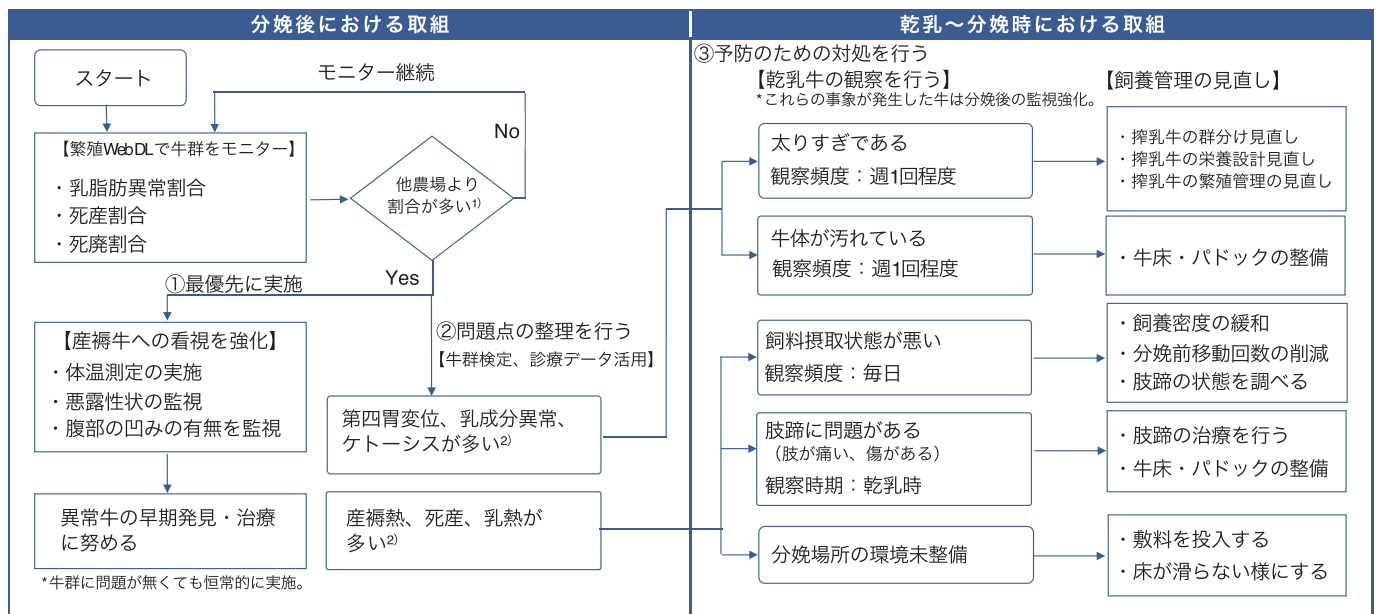 分娩後における取組
スタート
モニター継続
【繁殖WebDLで牛群をモニター】
・乳脂肪異常割合
・死産割合
・死廃割合
他農場より
割合が多い1)
No
Yes
①最優先に実施
【産褥牛への看視を強化】
・体温測定の実施
・悪露性状の監視
・腹部の凹みの有無を監視
異常牛の早期発見・治療
に努める
*牛群に問題が無くても恒常的に実施。
②問題点の整理を行う
【牛群検定、診療データ活用】
第四胃変位、乳成分異常、
ケトーシスが多い2)
産褥熱、死産、乳熱が
多い2)
乾乳～分娩時における取組
③予防のための対処を行う
【乾乳牛の観察を行う】
*これらの事象が発生した牛は分娩後の監視強化。
【飼養管理の見直し】
太りすぎである
観察頻度：週1回程度
・搾乳牛の群分け見直し
・搾乳牛の栄養設計見直し
・搾乳牛の繁殖管理の見直し
牛体が汚れている
観察頻度：週1回程度
・牛床・パドックの整備
飼料摂取状態が悪い
観察頻度：毎日
・飼養密度の緩和
・分娩前移動回数の削減
・肢蹄の状態を調べる
肢蹄に問題がある
（肢が痛い、傷がある）
観察時期：乾乳時
・肢蹄の治療を行う
・牛床・パドックの整備
分娩場所の環境未整備
・敷料を投入する
・床が滑らない様にする